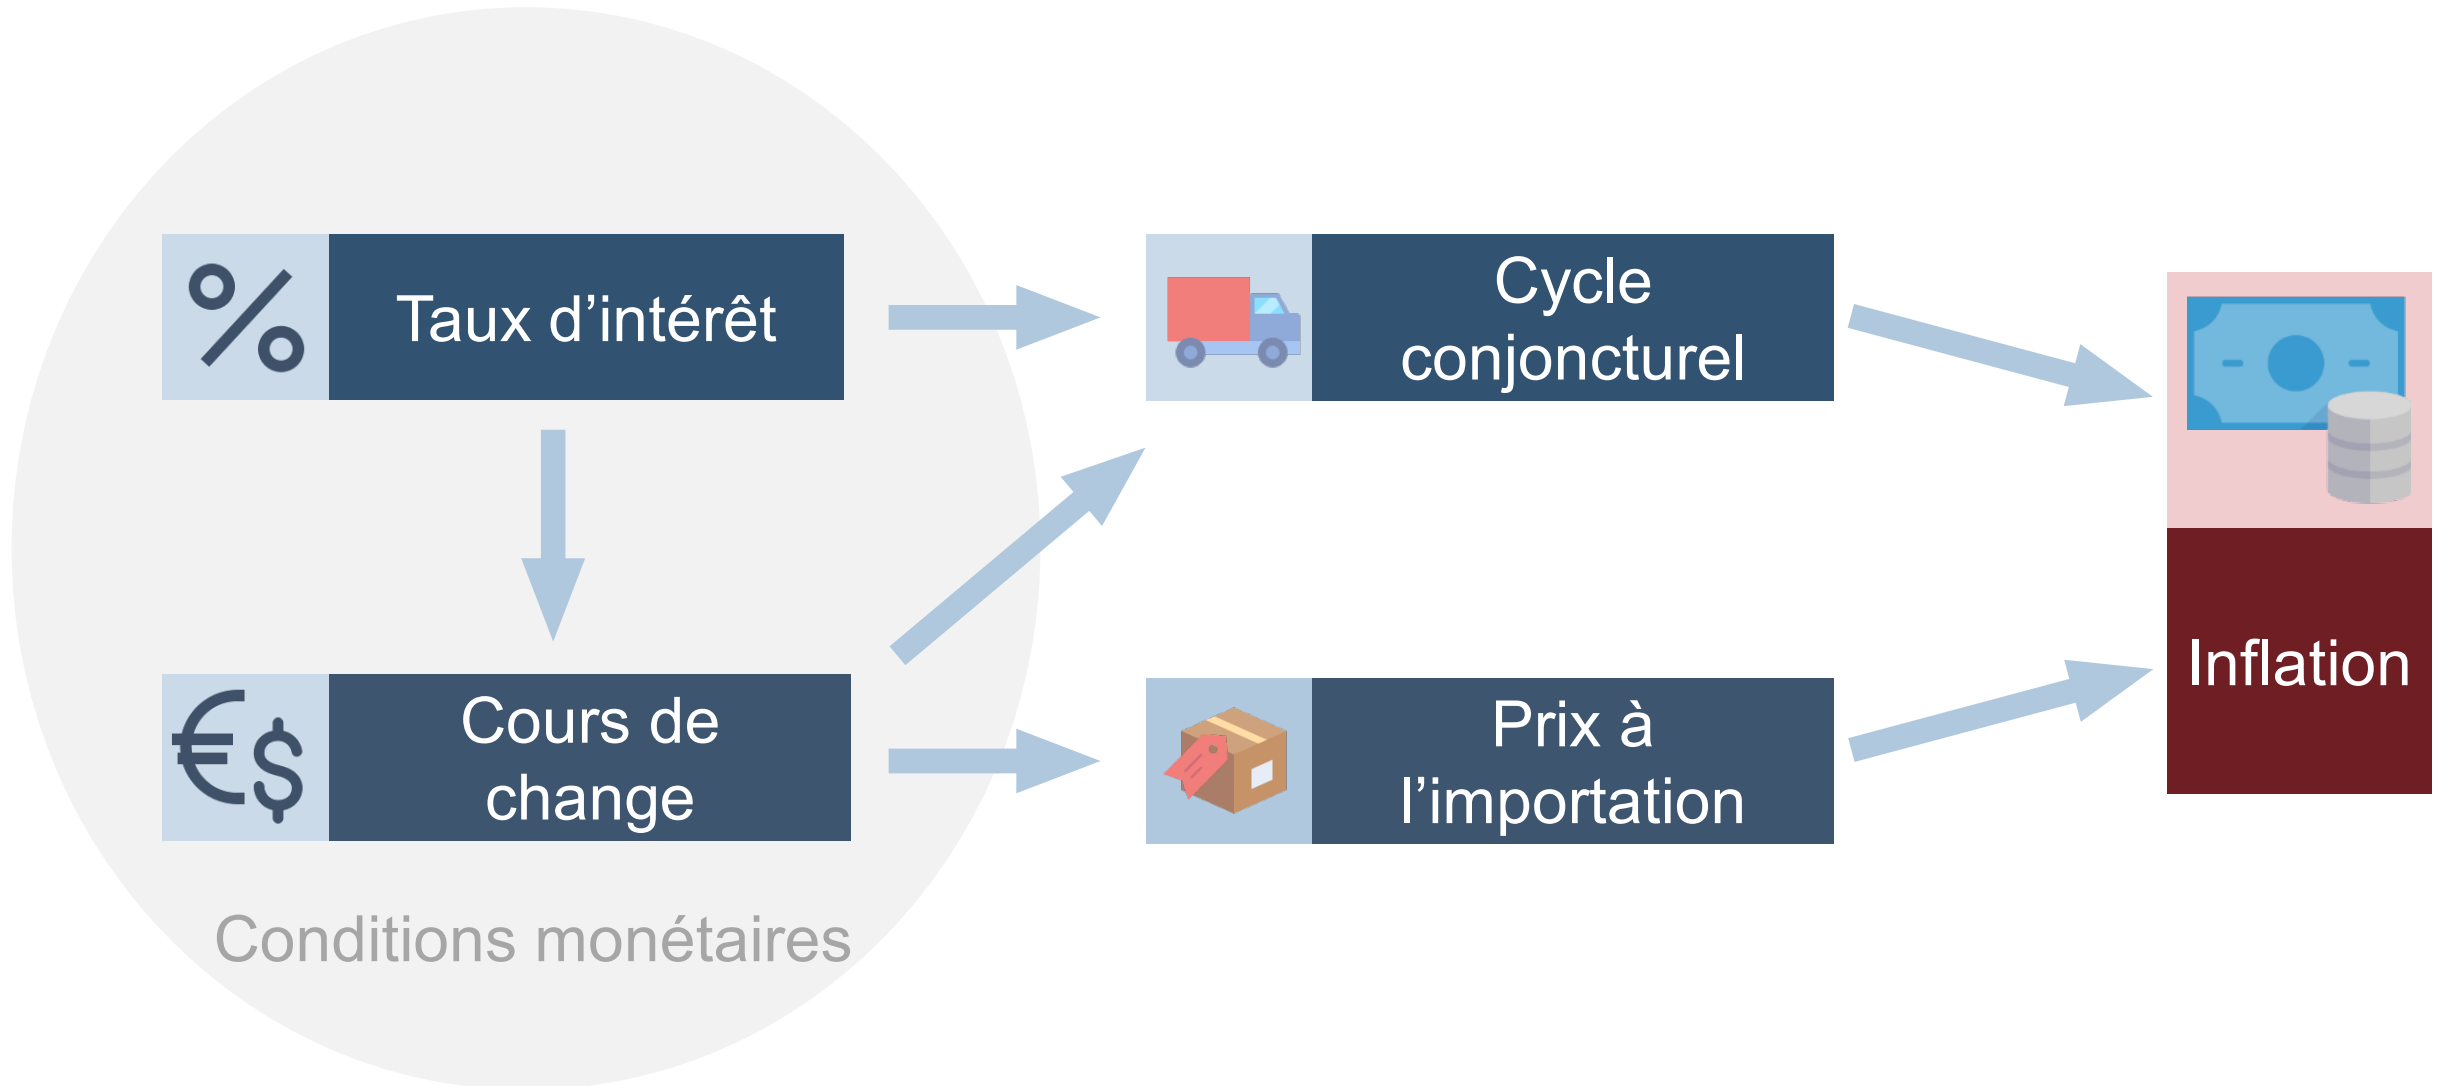 Taux d’intérêt
Cycle
conjoncturel
Cours de
change
Prix à
l’importation
Inflation
Conditions monétaires